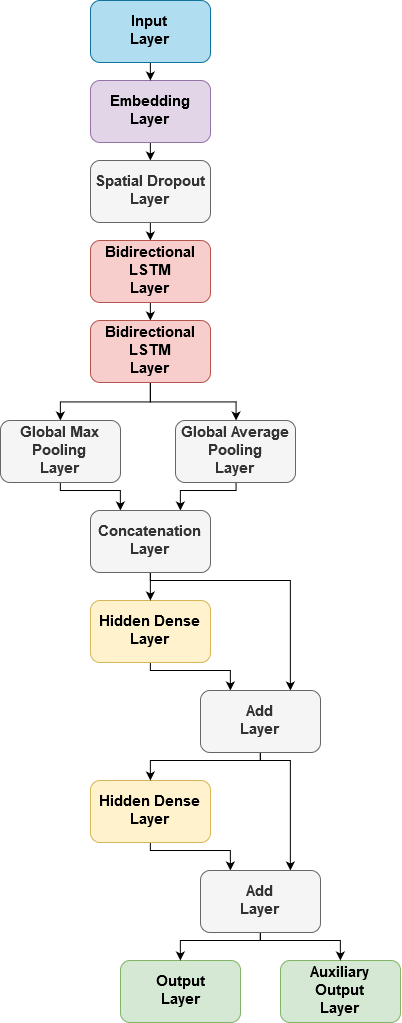 Input
Layer
Embedding
Layer
Spatial Dropout
Layer
Bidirectional
LSTM
Layer
Bidirectional
LSTM
Layer
Global Max
Pooling
Layer
Global Average
Pooling
Layer
Concatenation
Layer
Hidden Dense
Layer
Add
Layer
Hidden Dense
Layer
Add
Layer
Output
Layer
Auxiliary
Output
Layer